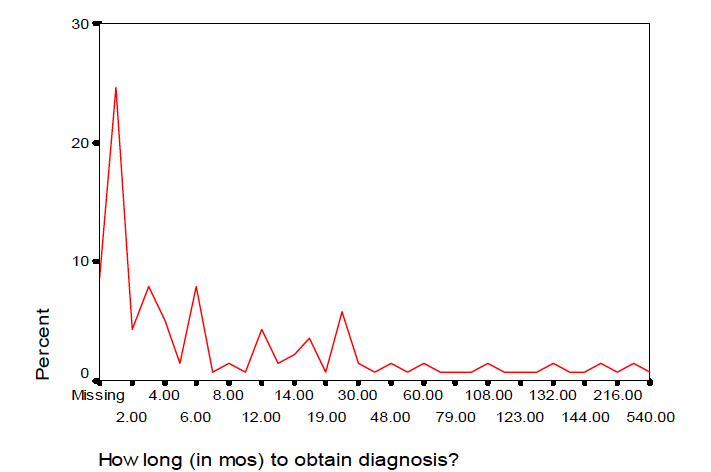 30
20
10
0
Percent
Missing 4.00 8.00 14.00 30.00 60.00 108.00 132.00 216.00
2.00 6.00 12.00 19.00 48.00 79.00 123.00 144.00 540.00
How long (in mos) to obtain diagnosis?